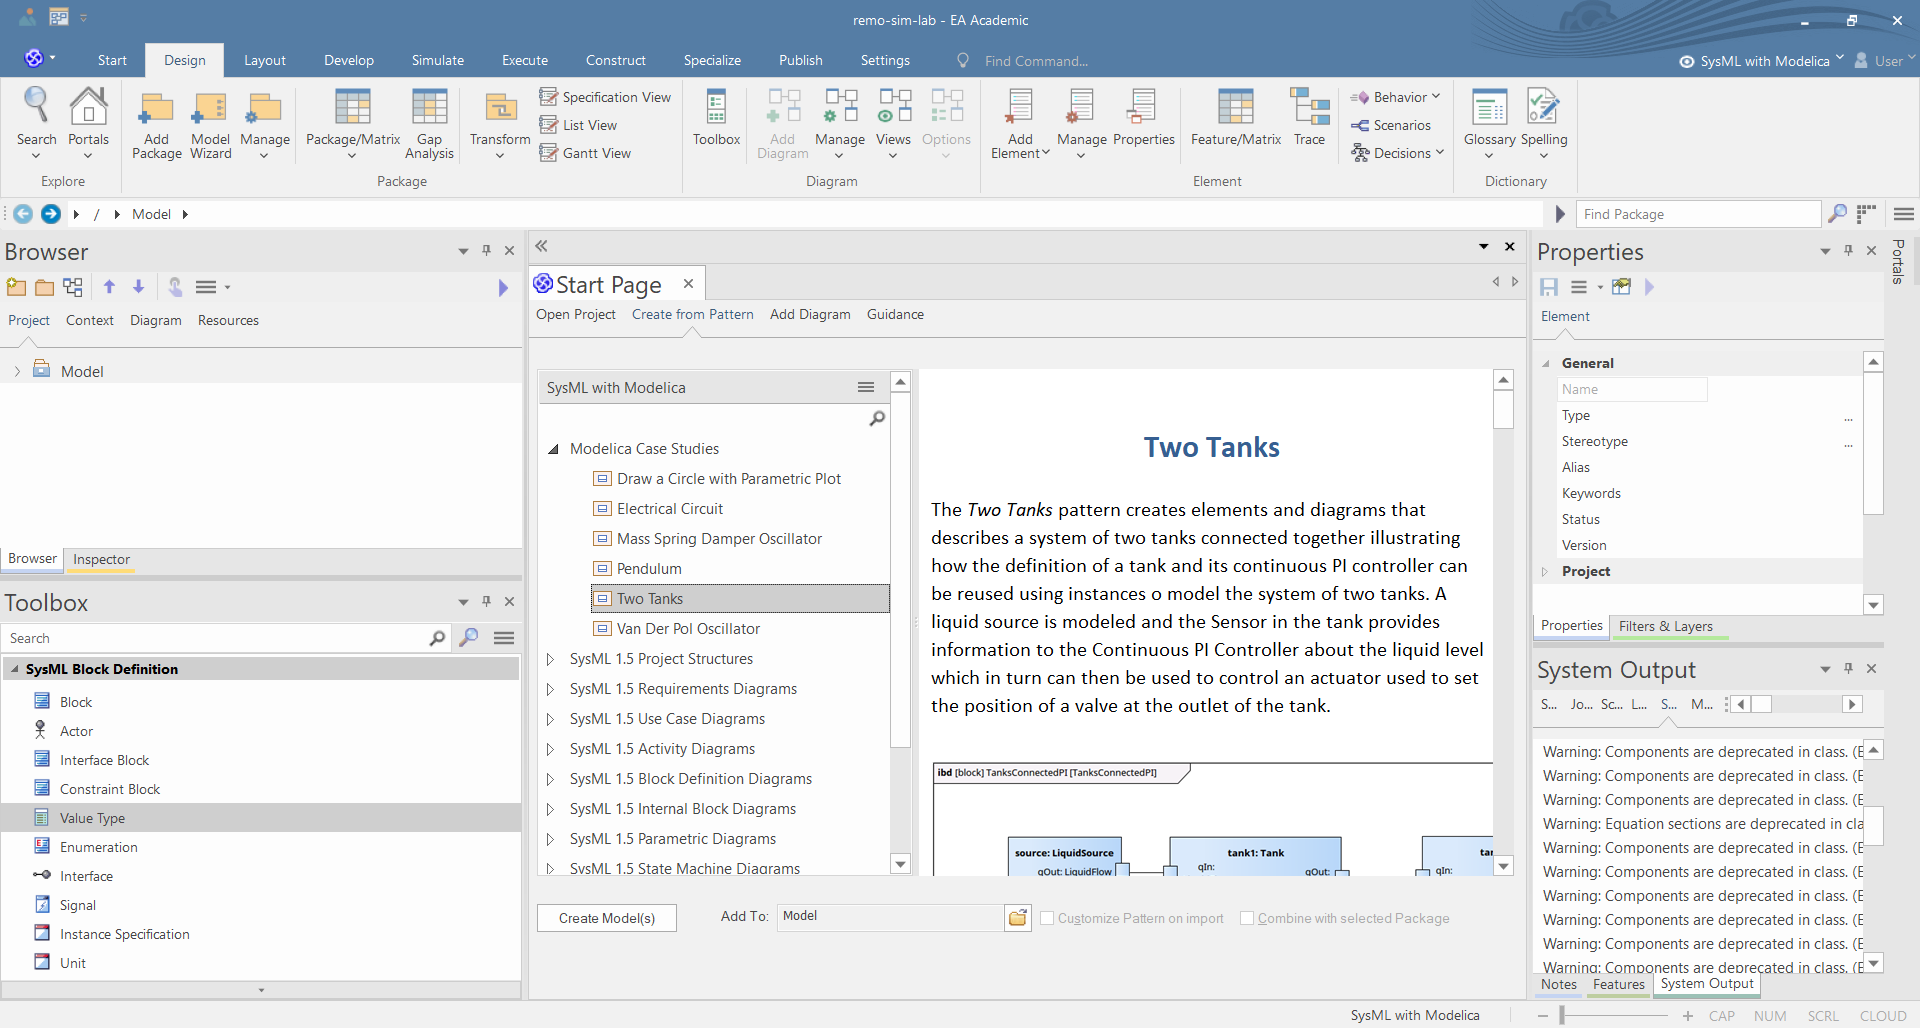 remo-sim-lab - EA Academic
Start Design Layout Develop Simulate Execute Construct Specialize Publish Settings Find Command... SysML with Modelica User
Search
Portals
Explore
Add Package
Model Wizard
Manage
Package/Matrix
Gap Analysis
Transform
Specification View
List View
Gantt View
Package
Toolbox
Add Diagram
Manage
Views
Options
Diagram
Add Element
Manage
Properties
Feature/Matrix
Trace
Behavior
Scenarios
Decisions
Element
Glossary
Spelling
Dictionary
/ Model
Find Package
Browser
Project Context Diagram Resources
Model
Browser Inspector
Toolbox
Search
SysML Block Definition
Block
Actor
Interface Block
Constraint Block
Value Type
Enumeration
Interface
Signal
Instance Specification
Unit
Start Page
Open Project Create from Pattern Add Diagram Guidance
SysML with Modelica
Modelica Case Studies
Draw a Circle with Parametric Plot
Electrical Circuit
Mass Spring Damper Oscillator
Pendulum
Two Tanks
Van Der Pol Oscillator
SysML 1.5 Project Structures
SysML 1.5 Requirements Diagrams
SysML 1.5 Use Case Diagrams
SysML 1.5 Activity Diagrams
SysML 1.5 Block Definition Diagrams
SysML 1.5 Internal Block Diagrams
SysML 1.5 Parametric Diagrams
SysML 1.5 State Machine Diagrams
Two Tanks
The Two Tanks pattern creates elements and diagrams that
describes a system of two tanks connected together illustrating
how the definition of a tank and its continuous PI controller can
be reused using instances o model the system of two tanks. A
liquid source is modeled and the Sensor in the tank provides
information to the Continuous PI Controller about the liquid level
which in turn can then be used to control an actuator used to set
the position of a valve at the outlet of the tank.
ibd [block] TanksConnectedPI [TanksConnectedPI]
source: LiquidSource
qOut: LiquidFlow
tank1: Tank
qIn: qOut:
tar
qIn:
Create Model(s) Add To: Model Customize Pattern on import Combine with selected Package
Properties
Element
General
Name
Type ...
Stereotype ...
Alias
Keywords
Status
Version
Project
Properties Filters & Layers
Portals
System Output
S... Jo... Sc... L... S... M...
Warning: Components are deprecated in class. (E
Warning: Components are deprecated in class. (E
Warning: Components are deprecated in class. (E
Warning: Equation sections are deprecated in cla
Warning: Components are deprecated in class. (E
Warning: Components are deprecated in class. (E
Warning: Components are deprecated in class. (E
Warning: Components are deprecated in class. (E
Warning: Components are deprecated in class. (E
Warning: Components are deprecated in class. (E
Notes Features System Output
SysML with Modelica CAP NUM SCRL CLOUD